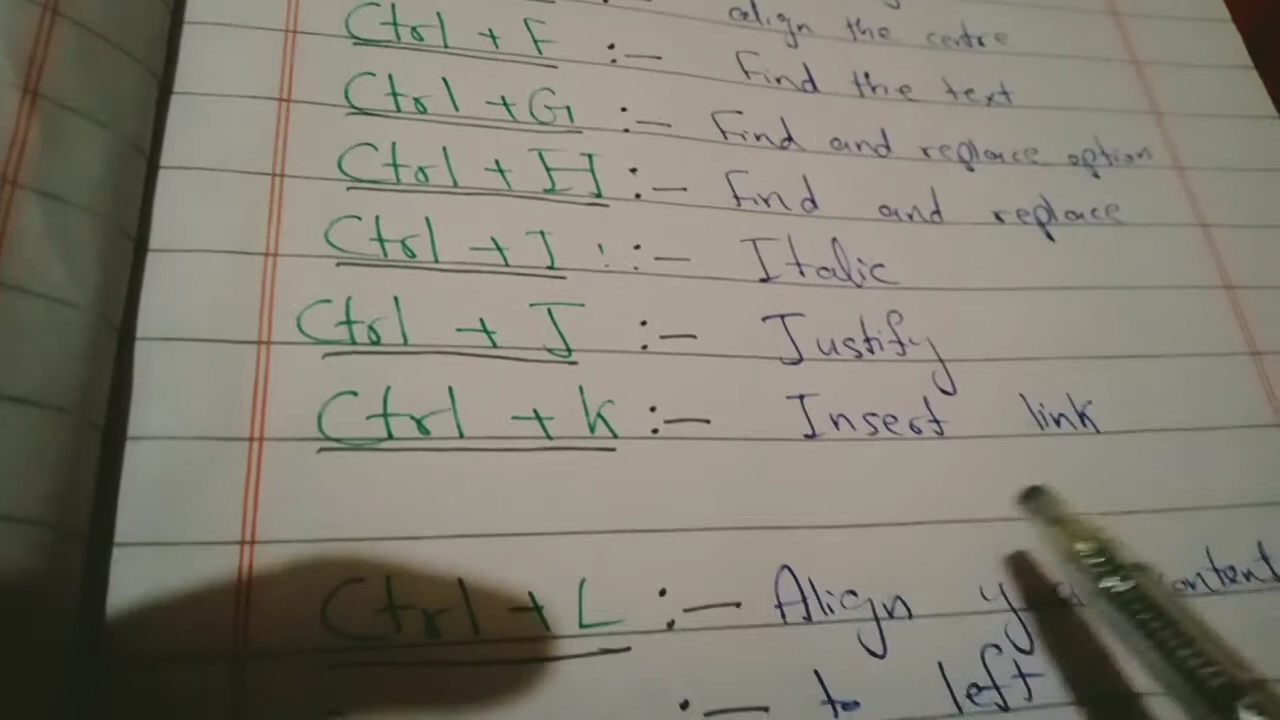 align the centre
Ctrl + F :- Find the text
Ctrl + G :- Find and replace option
Ctrl + H :- Find and replace
Ctrl + I :- Italic
Ctrl + J :- Justify
Ctrl + K :- Insert link
Ctrl + L :- Align content
:- to left